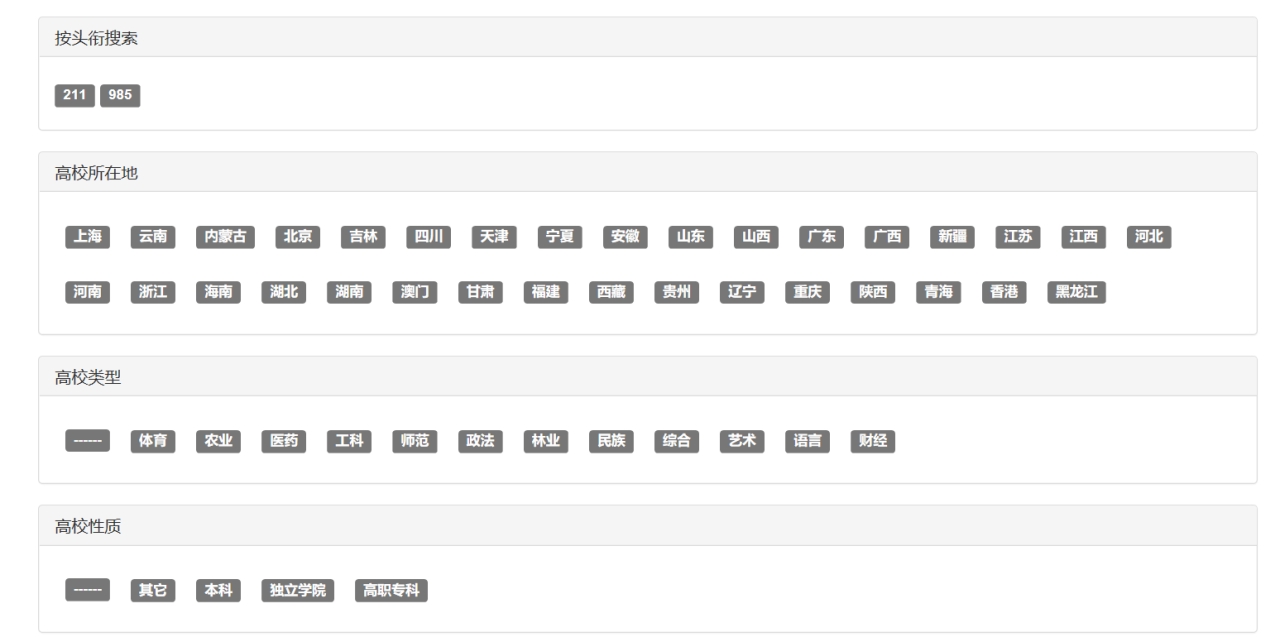 按头衔搜索
211 985
高校所在地
上海 云南 内蒙古 北京 吉林 四川 天津 宁夏 安徽 山东 山西 广东 广西 新疆 江苏 江西 河北
河南 浙江 海南 湖北 湖南 澳门 甘肃 福建 西藏 贵州 辽宁 重庆 陕西 青海 香港 黑龙江
高校类型
------ 体育 农业 医药 工科 师范 政法 林业 民族 综合 艺术 语言 财经
高校性质
------ 其它 本科 独立学院 高职专科